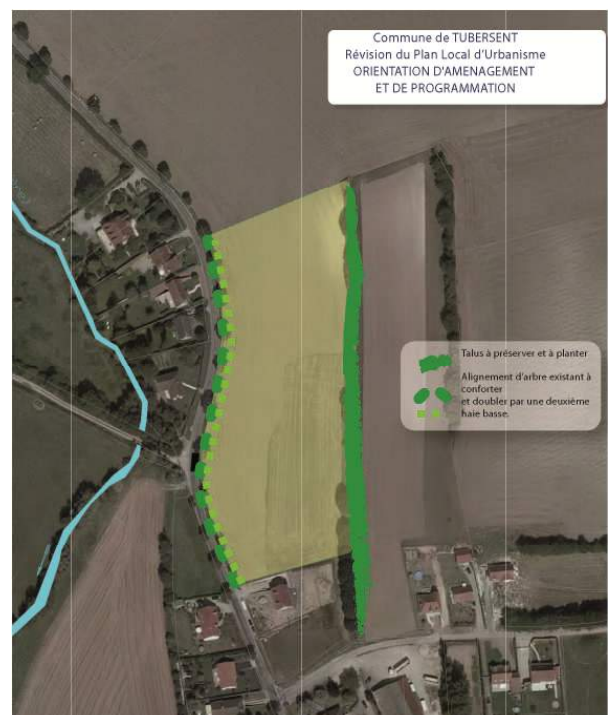 Commune de TUBERSENT
Révision du Plan Local d'Urbanisme
ORIENTATION D'AMENAGEMENT
ET DE PROGRAMMATION
Talus à préserver et à planter
Alignement d'arbre existant à
conforter
et doubler par une deuxième
haie basse.